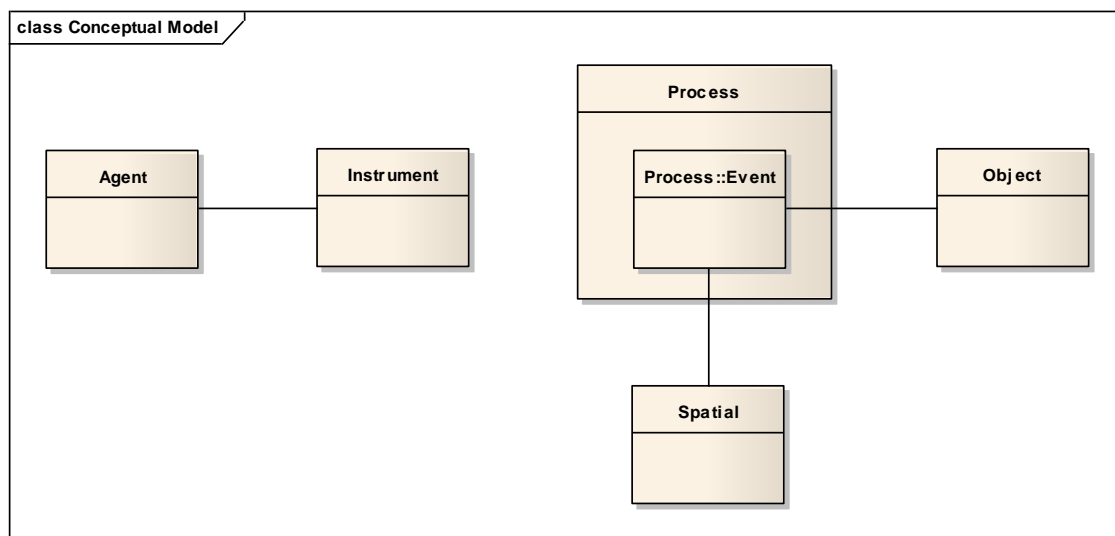 class Conceptual Model
Process
Agent
Instrument
Process::Event
Object
Spatial